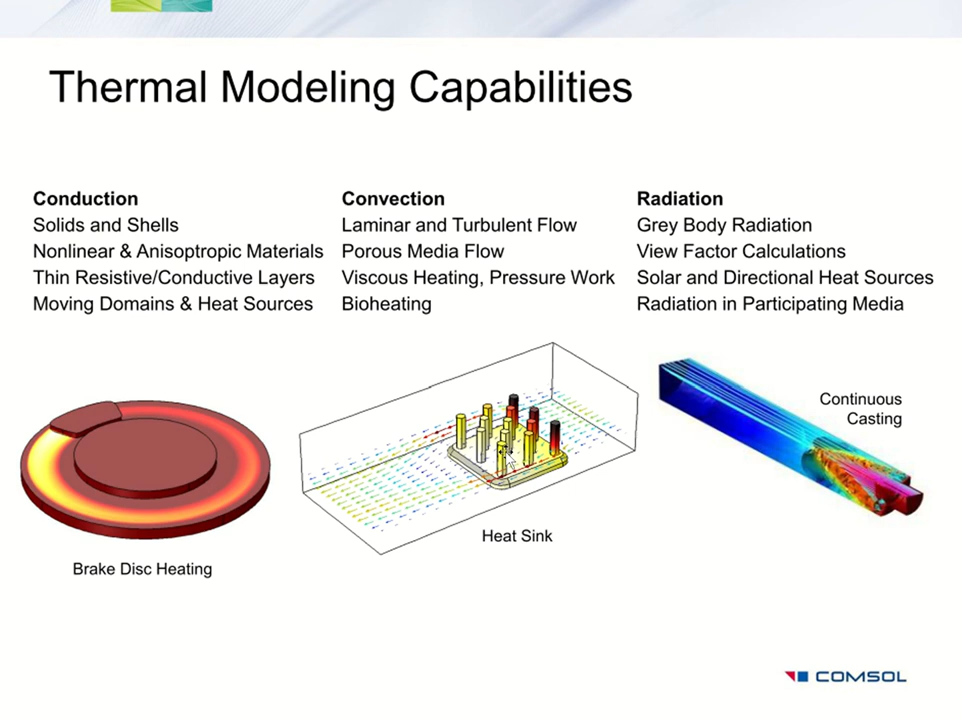 Thermal Modeling Capabilities
Conduction
Solids and Shells
Nonlinear & Anisoptropic Materials
Thin Resistive/Conductive Layers
Moving Domains & Heat Sources
Convection
Laminar and Turbulent Flow
Porous Media Flow
Viscous Heating, Pressure Work
Bioheating
Radiation
Grey Body Radiation
View Factor Calculations
Solar and Directional Heat Sources
Radiation in Participating Media
Brake Disc Heating
Heat Sink
Continuous
Casting
COMSOL